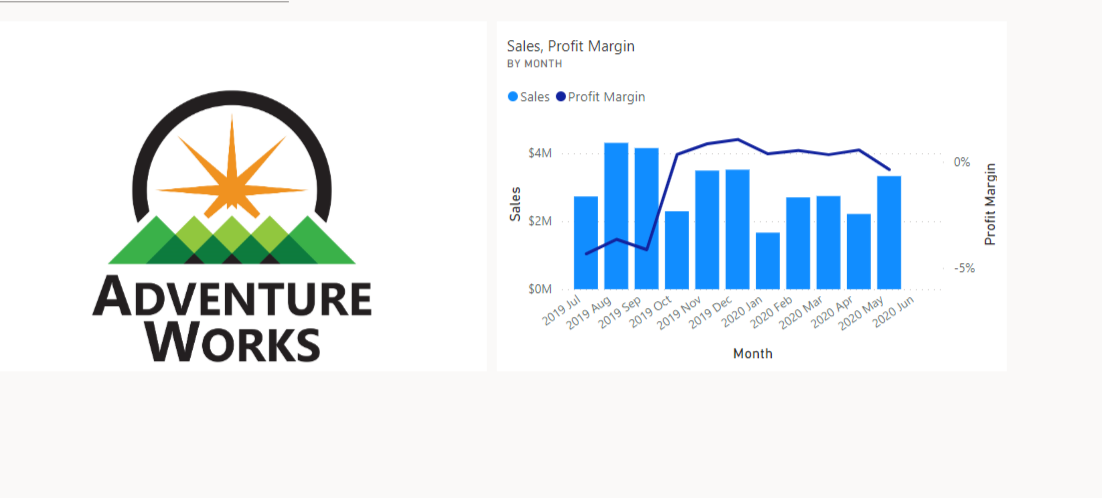 ADVENTURE
WORKS
Sales, Profit Margin
BY MONTH
Sales Profit Margin
$4M
$2M
$0M
Sales
0%
-5%
Profit Margin
2019 Jul
2019 Aug
2019 Sep
2019 Oct
2019 Nov
2019 Dec
2020 Jan
2020 Feb
2020 Mar
2020 Apr
2020 May
2020 Jun
Month